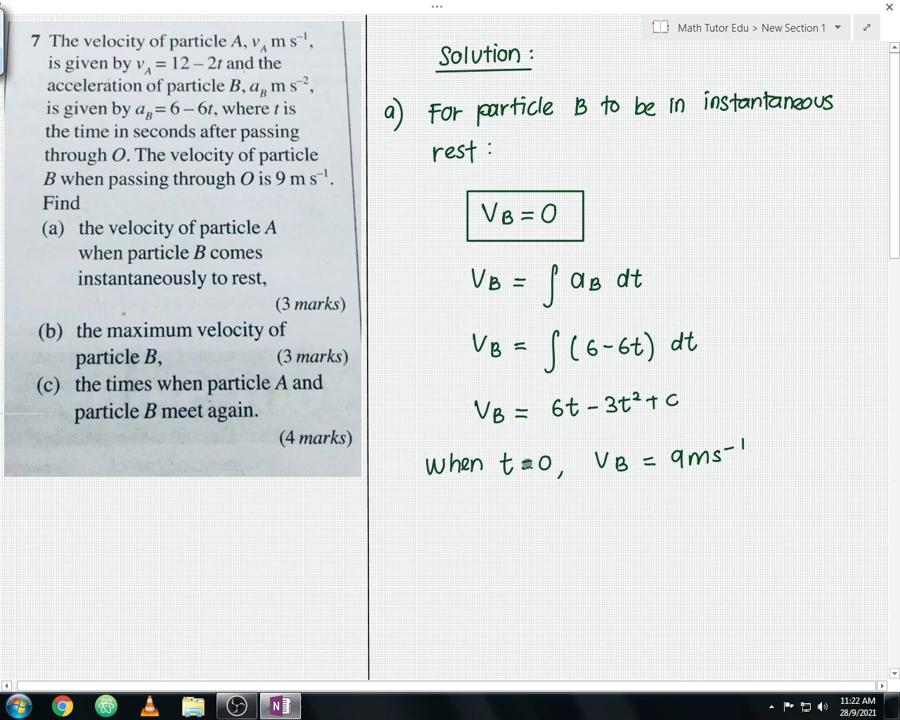 Math Tutor Edu > New Section 1
7 The velocity of particle A, v_A m s⁻¹,
is given by v_A = 12 – 2t and the
acceleration of particle B, a_B m s⁻²,
is given by a_B = 6 – 6t, where t is
the time in seconds after passing
through O. The velocity of particle
B when passing through O is 9 m s⁻¹.
Find
(a) the velocity of particle A
when particle B comes
instantaneously to rest,
(3 marks)
(b) the maximum velocity of
particle B, (3 marks)
(c) the times when particle A and
particle B meet again.
(4 marks)
Solution :
a) For particle B to be in instantaneous
rest :
V_B = 0
V_B = ∫ a_B dt
V_B = ∫ (6-6t) dt
V_B = 6t - 3t² + c
When t = 0, V_B = 9ms⁻¹
11:22 AM
28/9/2021